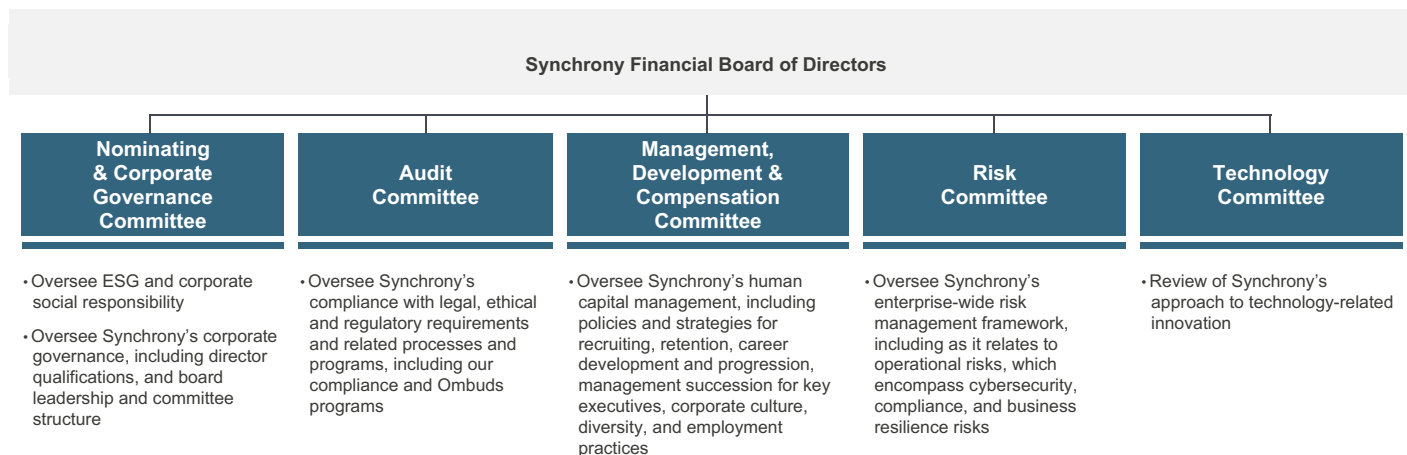 Synchrony Financial Board of Directors
Nominating
& Corporate
Governance
Committee
Audit
Committee
Management,
Development &
Compensation
Committee
Risk
Committee
Technology
Committee
• Oversee ESG and corporate
social responsibility
• Oversee Synchrony’s corporate
governance, including director
qualifications, and board
leadership and committee
structure
• Oversee Synchrony’s
compliance with legal, ethical
and regulatory requirements
and related processes and
programs, including our
compliance and Ombuds
programs
• Oversee Synchrony’s human
capital management, including
policies and strategies for
recruiting, retention, career
development and progression,
management succession for key
executives, corporate culture,
diversity, and employment
practices
• Oversee Synchrony’s
enterprise-wide risk
management framework,
including as it relates to
operational risks, which
encompass cybersecurity,
compliance, and business
resilience risks
• Review of Synchrony’s
approach to technology-related
innovation